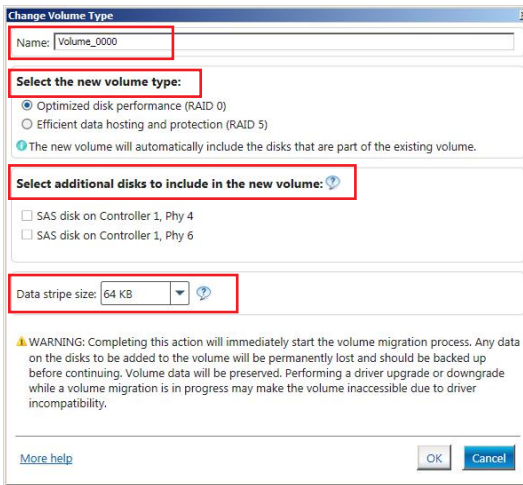 Change Volume Type
Name: Volume_0000
Select the new volume type:
Optimized disk performance (RAID 0)
Efficient data hosting and protection (RAID 5)
The new volume will automatically include the disks that are part of the existing volume.
Select additional disks to include in the new volume:
SAS disk on Controller 1, Phy 4
SAS disk on Controller 1, Phy 6
Data stripe size: 64 KB
WARNING: Completing this action will immediately start the volume migration process. Any data
on the disks to be added to the volume will be permanently lost and should be backed up
before continuing. Volume data will be preserved. Performing a driver upgrade or downgrade
while a volume migration is in progress may make the volume inaccessible due to driver
incompatibility.
More help OK Cancel